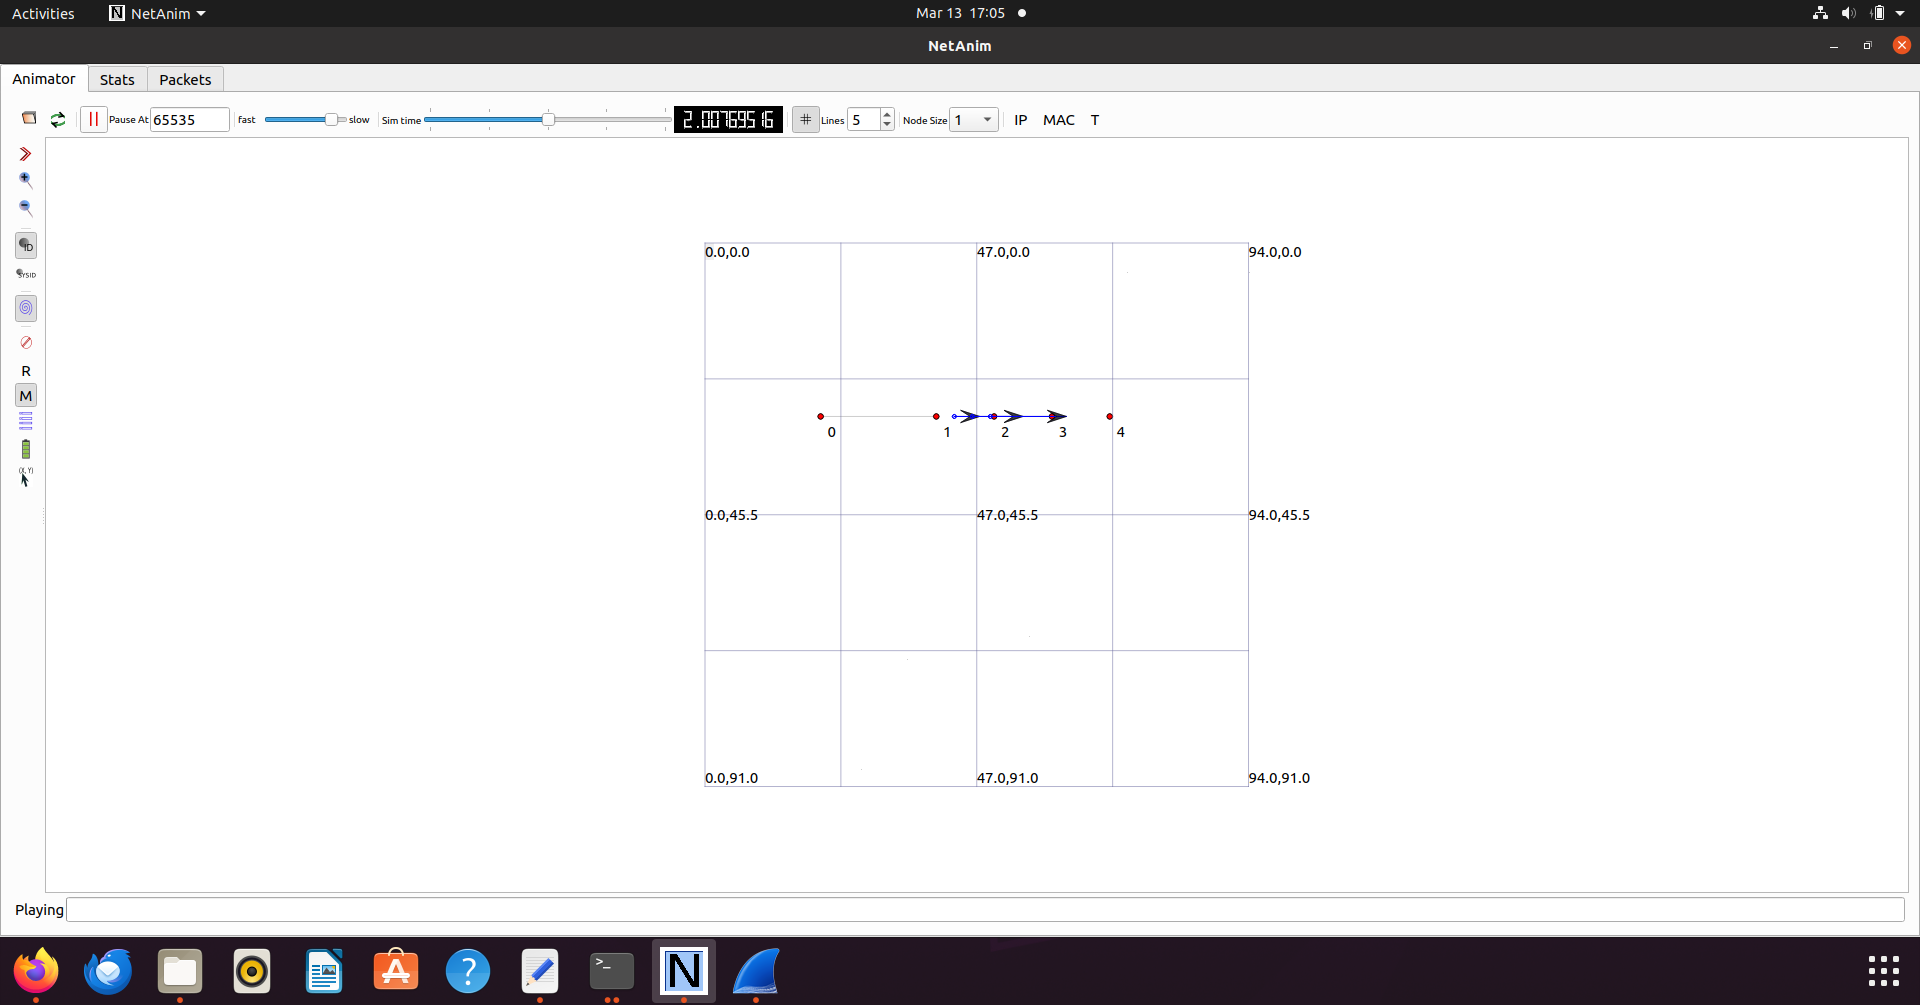 Activities NetAnim Mar 13 17:05
NetAnim
Animator Stats Packets
Pause At 65535 fast slow Sim time 2.00769516 # Lines 5 Node Size 1 IP MAC T
ID
SYSID
R
M
(X, Y)
0.0,0.0 47.0,0.0 94.0,0.0
0 1 2 3 4
0.0,45.5 47.0,45.5 94.0,45.5
0.0,91.0 47.0,91.0 94.0,91.0
Playing
A ? >_ N